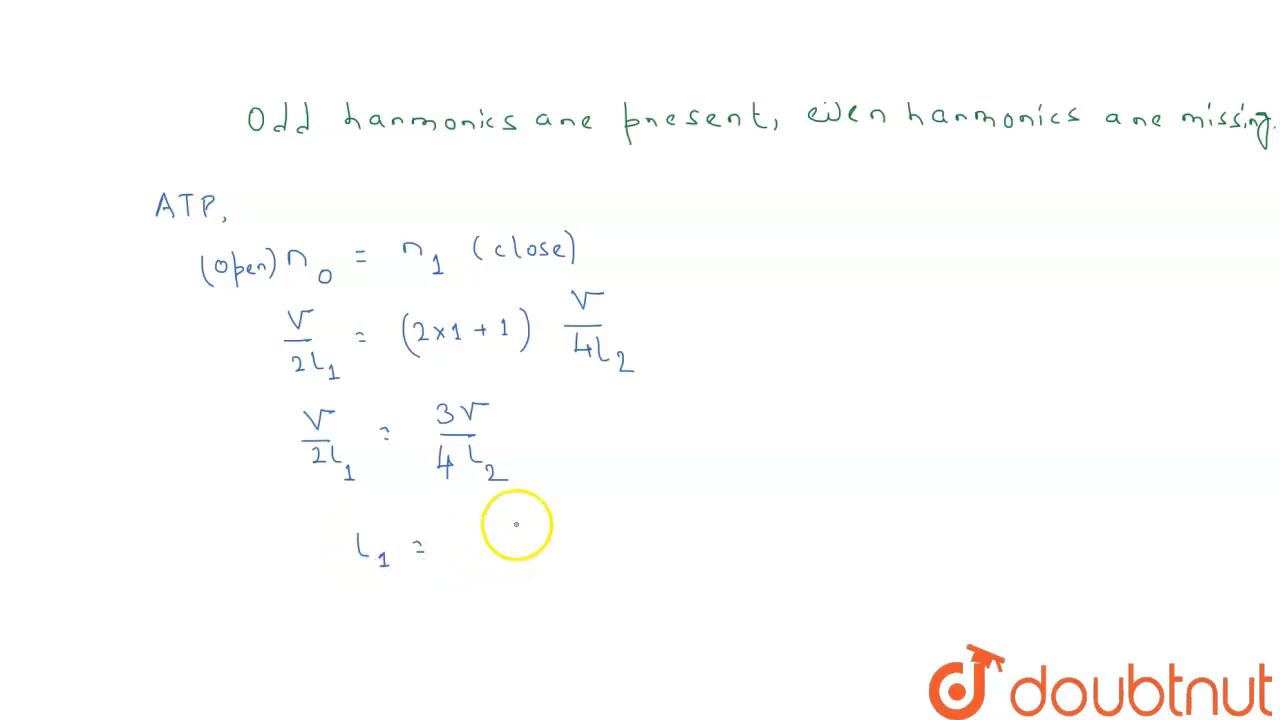 Odd harmonics are present, even harmonics are missing.
ATP,
(open) n₀ = n₁ (close)
v/2L₁ = (2×1+1) v/4L₂
v/2L₁ = 3v/4L₂
L₁ =
doubtnut